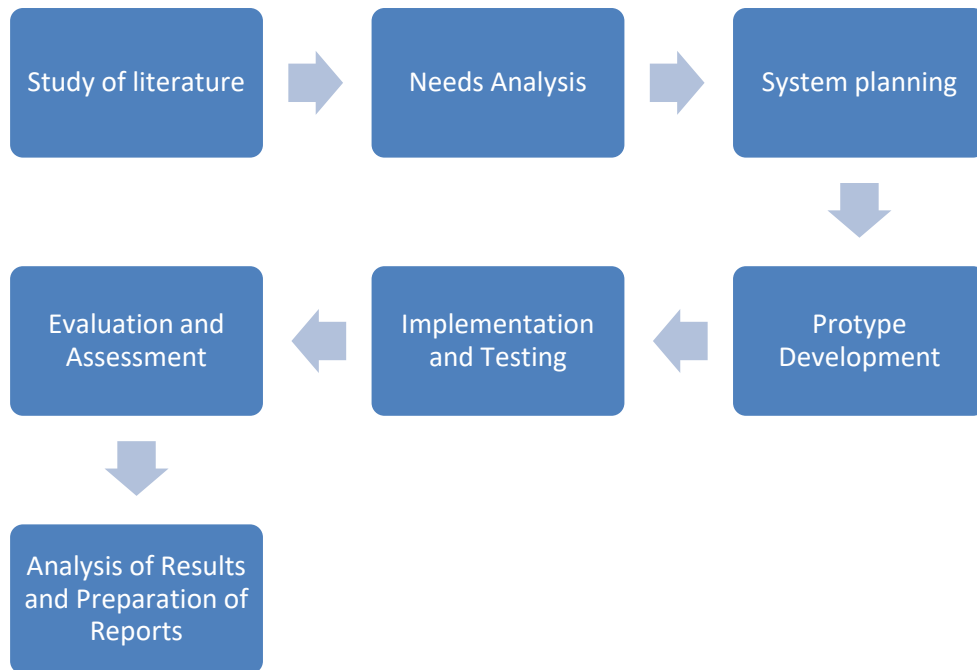 Study of literature
Needs Analysis
System planning
Protype
Development
Implementation
and Testing
Evaluation and
Assessment
Analysis of Results
and Preparation of
Reports